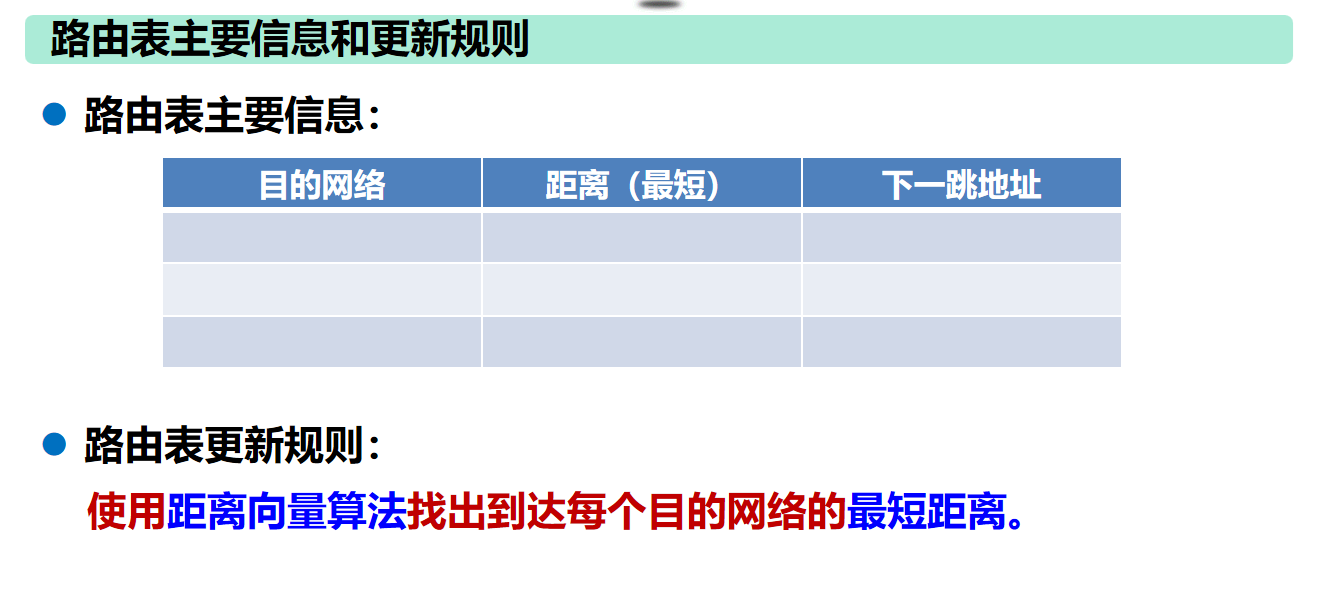 路由表主要信息和更新规则
路由表主要信息：
目的网络 距离（最短） 下一跳地址
路由表更新规则：
使用距离向量算法找出到达每个目的网络的最短距离。